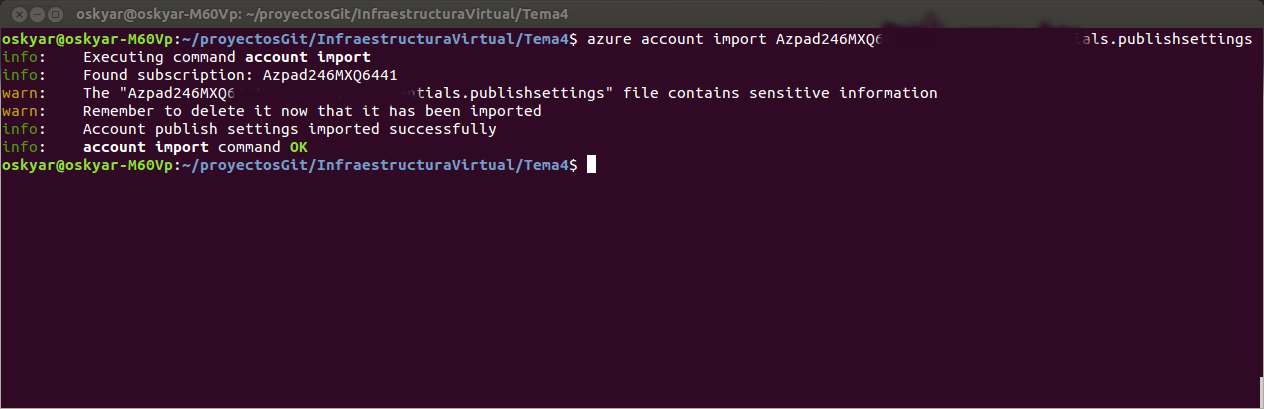 oskyar@oskyar-M60Vp: ~/proyectosGit/InfraestructuraVirtual/Tema4
oskyar@oskyar-M60Vp:~/proyectosGit/InfraestructuraVirtual/Tema4$ azure account import Azpad246MXQ6 ials.publishsettings
info: Executing command account import
info: Found subscription: Azpad246MXQ6441
warn: The "Azpad246MXQ6 ntials.publishsettings" file contains sensitive information
warn: Remember to delete it now that it has been imported
info: Account publish settings imported successfully
info: account import command OK
oskyar@oskyar-M60Vp:~/proyectosGit/InfraestructuraVirtual/Tema4$